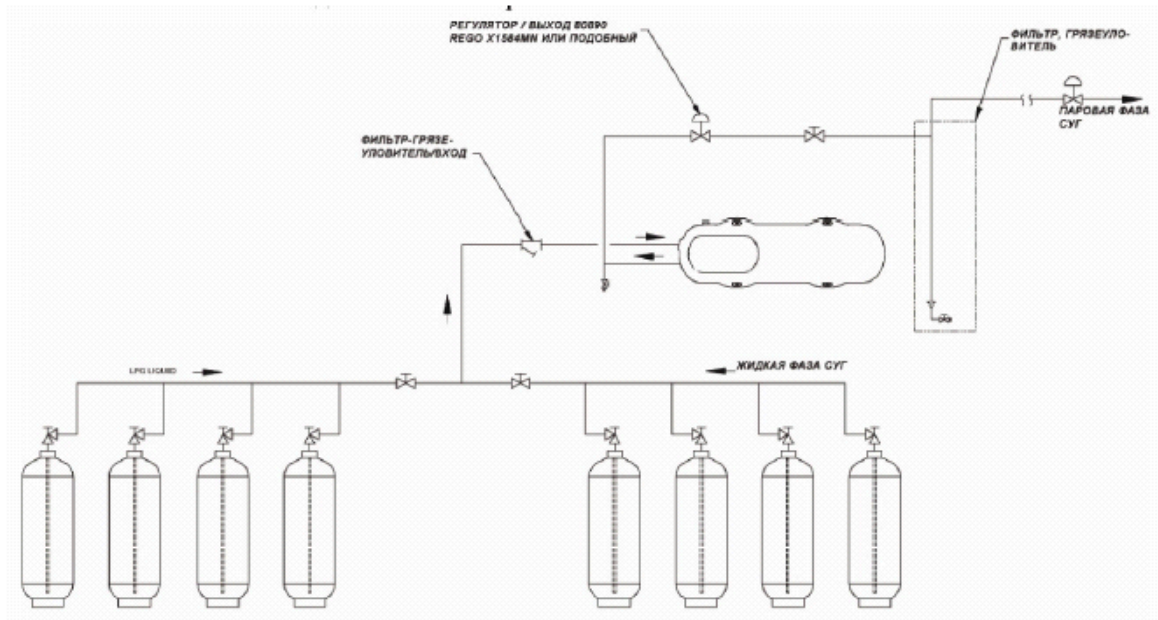 РЕГУЛЯТОР / ВЫХОД 80890
REGO X1584MN ИЛИ ПОДОБНЫЙ
ФИЛЬТР, ГРЯЗЕУЛО-
ВИТЕЛЬ
ПАРОВАЯ ФАЗА
СУГ
ФИЛЬТР-ГРЯЗЕ-
УЛОВИТЕЛЬ/ВХОД
LPG LIQUID
ЖИДКАЯ ФАЗА СУГ